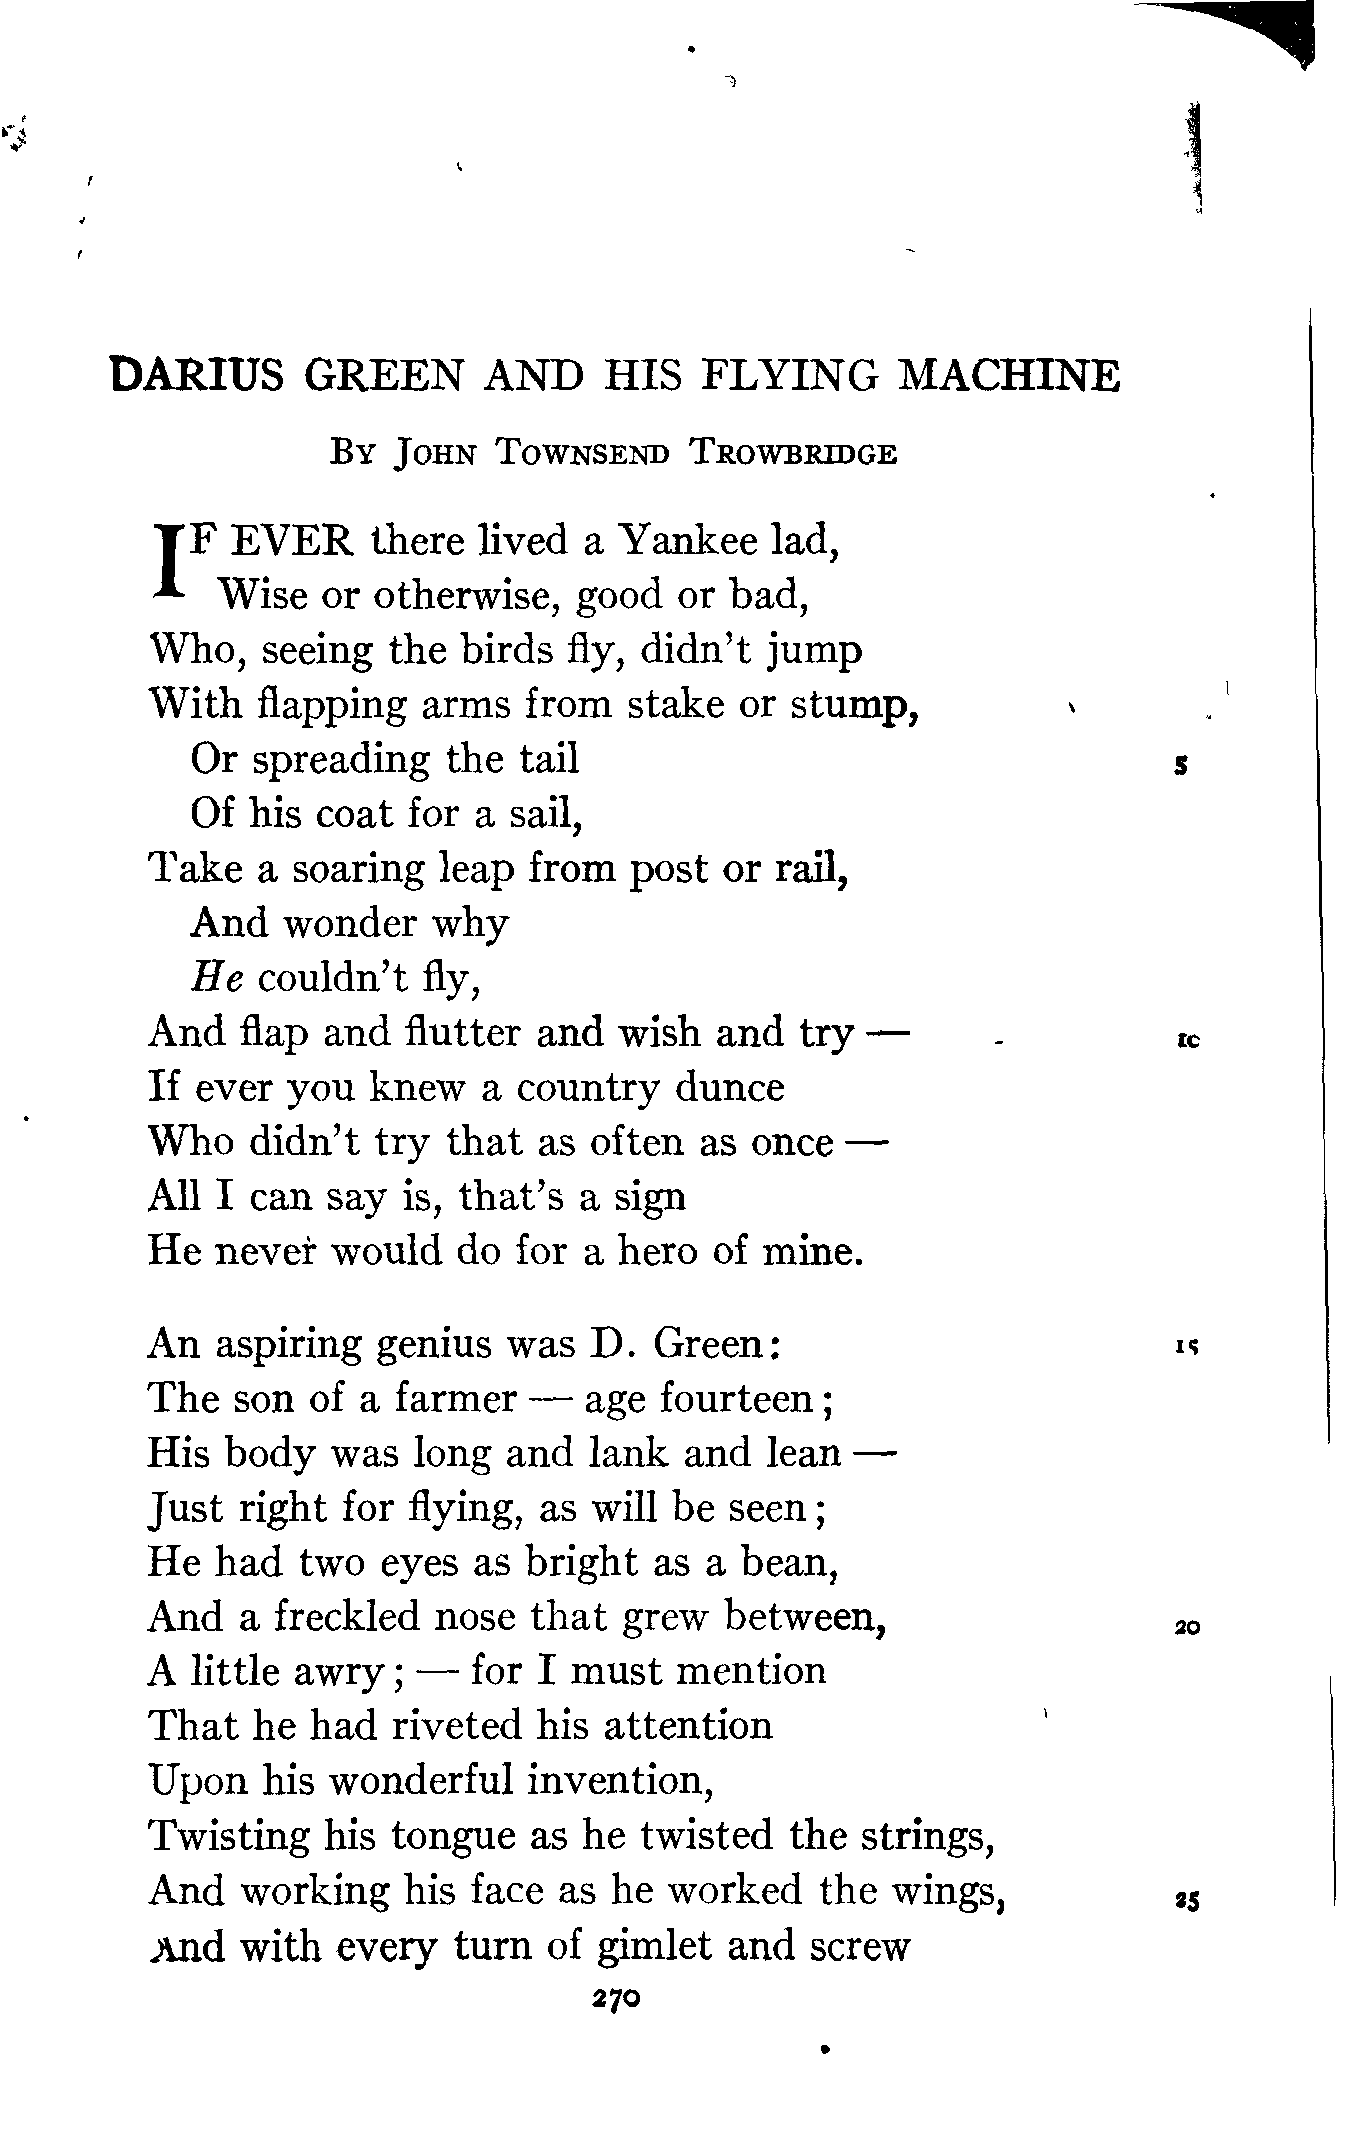 DARIUS GREEN AND HIS FLYING MACHINE
By John Townsend Trowbridge
IF EVER there lived a Yankee lad,
Wise or otherwise, good or bad,
Who, seeing the birds fly, didn't jump
With flapping arms from stake or stump,
Or spreading the tail 5
Of his coat for a sail,
Take a soaring leap from post or rail,
And wonder why
He couldn't fly,
And flap and flutter and wish and try — 10
If ever you knew a country dunce
Who didn't try that as often as once —
All I can say is, that's a sign
He never would do for a hero of mine.
An aspiring genius was D. Green: 15
The son of a farmer — age fourteen;
His body was long and lank and lean —
Just right for flying, as will be seen;
He had two eyes as bright as a bean,
And a freckled nose that grew between, 20
A little awry; — for I must mention
That he had riveted his attention
Upon his wonderful invention,
Twisting his tongue as he twisted the strings,
And working his face as he worked the wings, 25
And with every turn of gimlet and screw
270